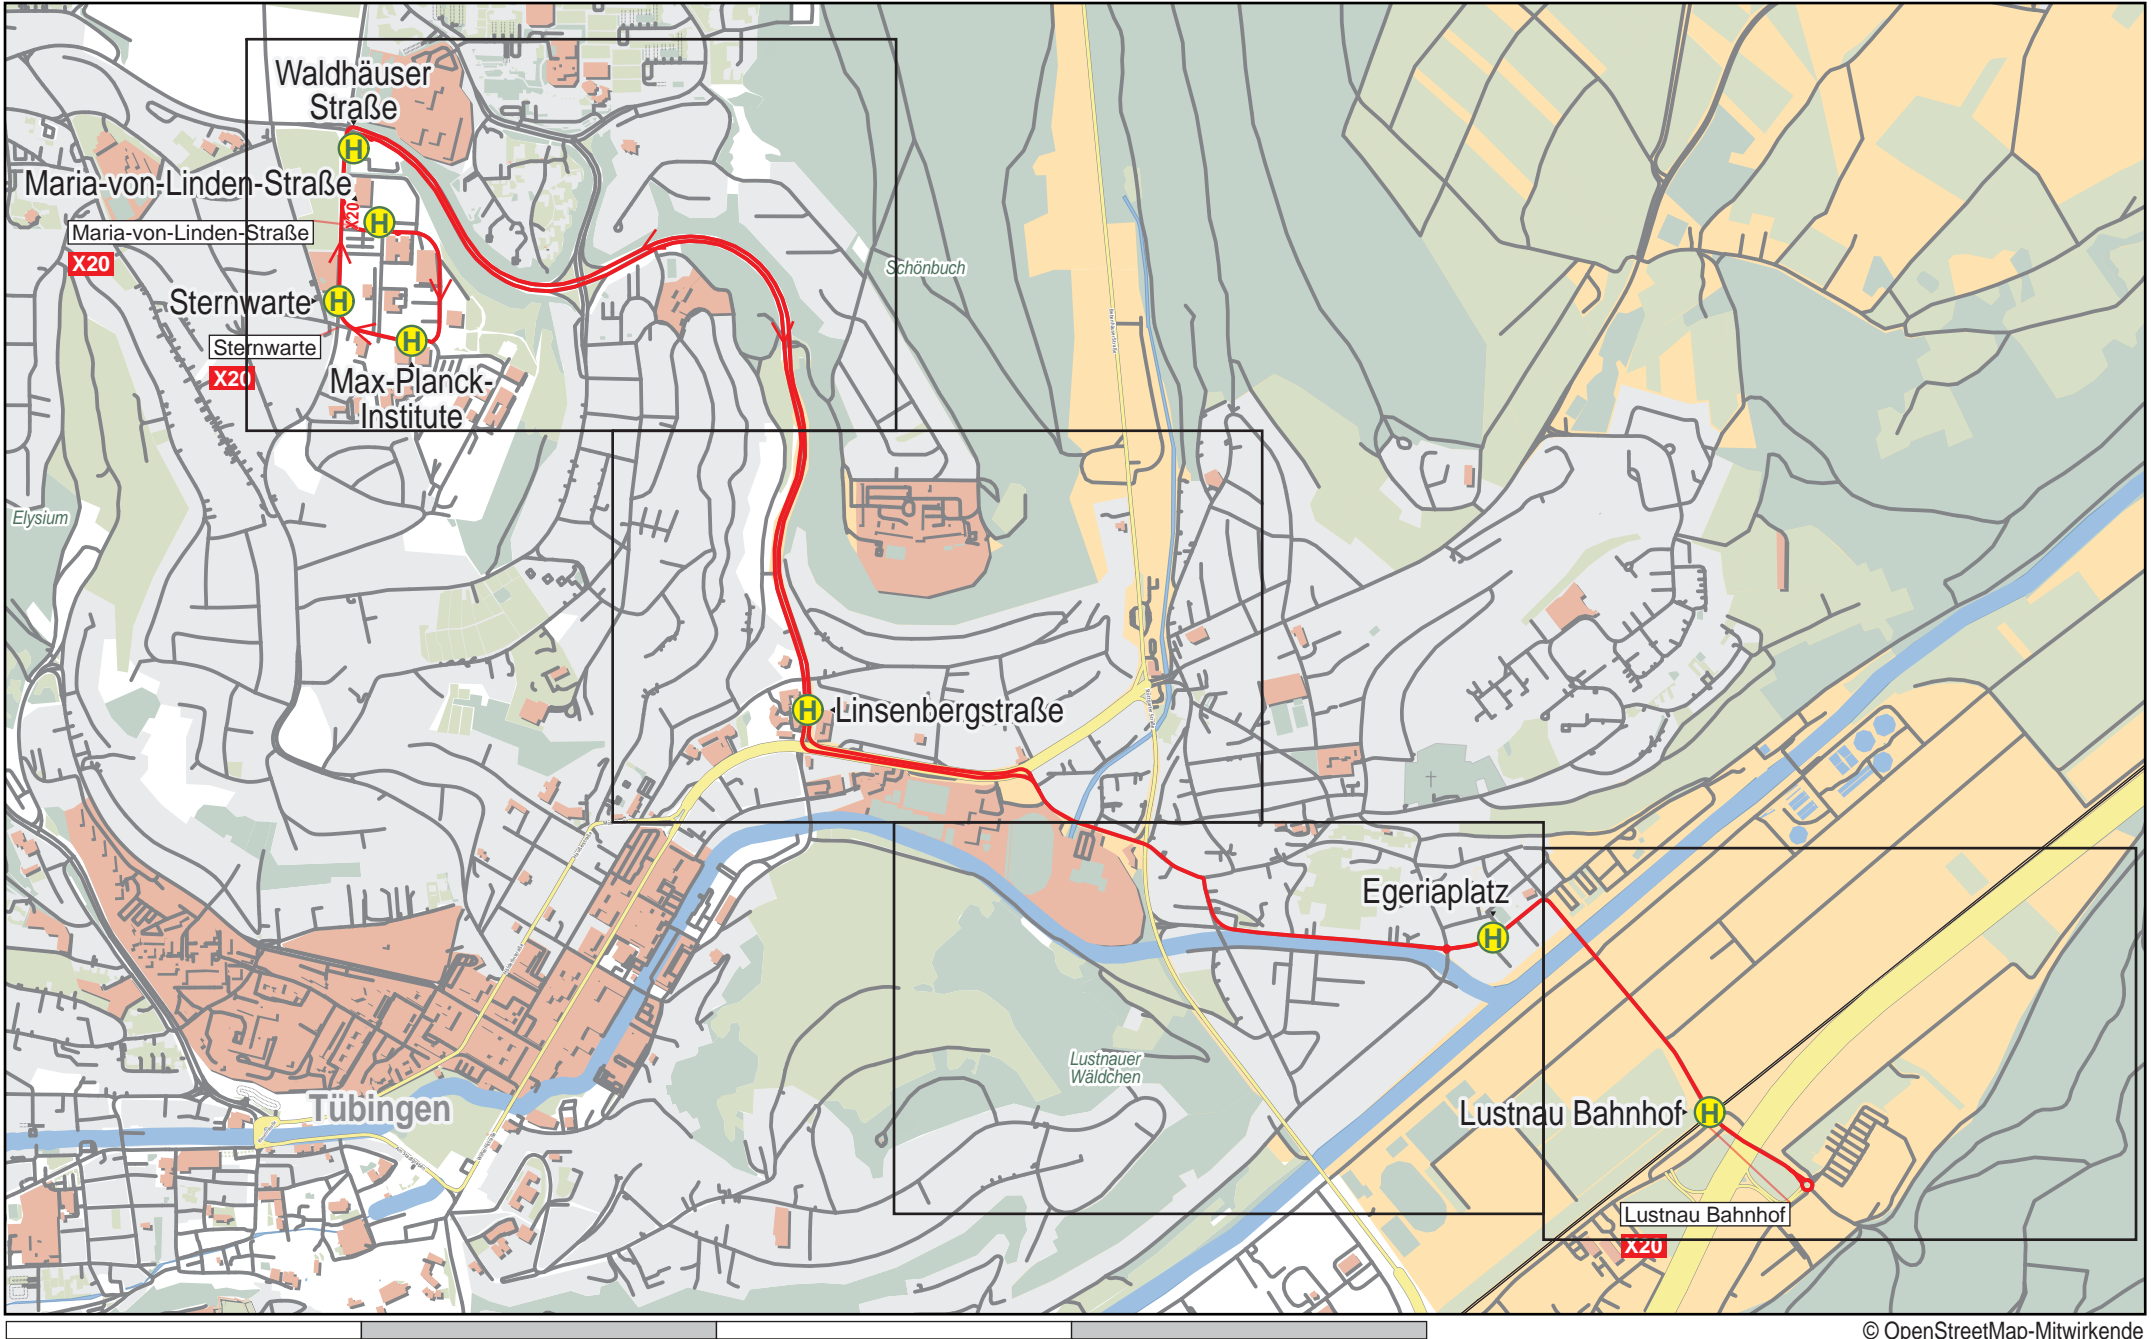 Waldhäuser
Straße
Maria-von-Linden-Straße
X20
Maria-von-Linden-Straße
X20
Schönbuch
Sternwarte
Sternwarte
X20
Max-Planck-
Institute
Elysium
Linsenbergstraße
Egeriaplatz
Lustnauer
Wäldchen
Tübingen
Lustnau Bahnhof
Lustnau Bahnhof
X20
H
H
H
H
H
H
H
© OpenStreetMap-Mitwirkende